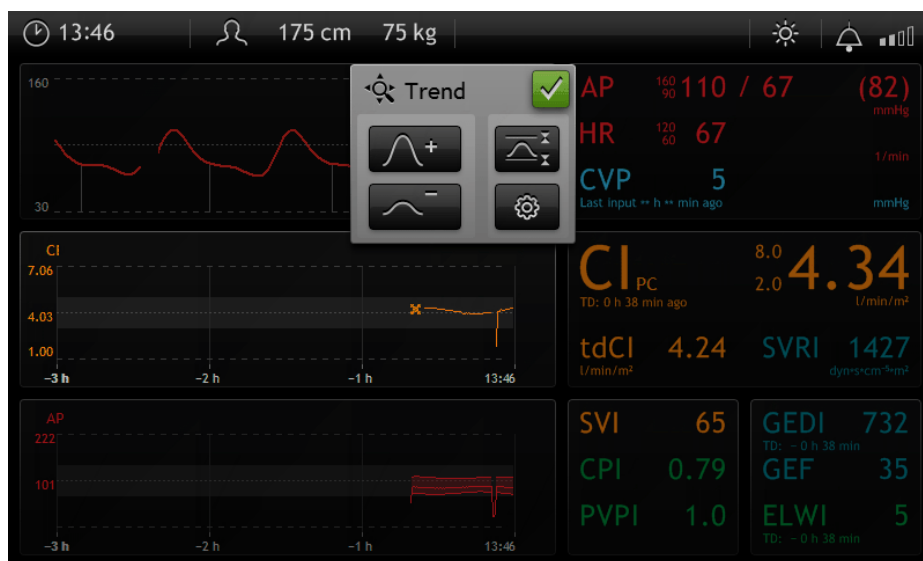 13:46 175 cm 75 kg
160
30
Trend
+
−
AP 160 90 110 / 67 (82)
mmHg
HR 120 60 67
1/min
CVP 5
Last input -- h -- min ago mmHg
CI
7.06
4.03
1.00
−3 h −2 h −1 h 13:46
CI PC 8.0 2.0 4.34
TD: 0 h 38 min ago l/min/m²
tdCI 4.24
l/min/m²
SVRI 1427
dyn•s•cm⁻⁵•m²
AP
222
101
−3 h −2 h −1 h 13:46
SVI 65
CPI 0.79
PVPI 1.0
GEDI 732
TD: − 0 h 38 min
GEF 35
ELWI 5
TD: − 0 h 38 min